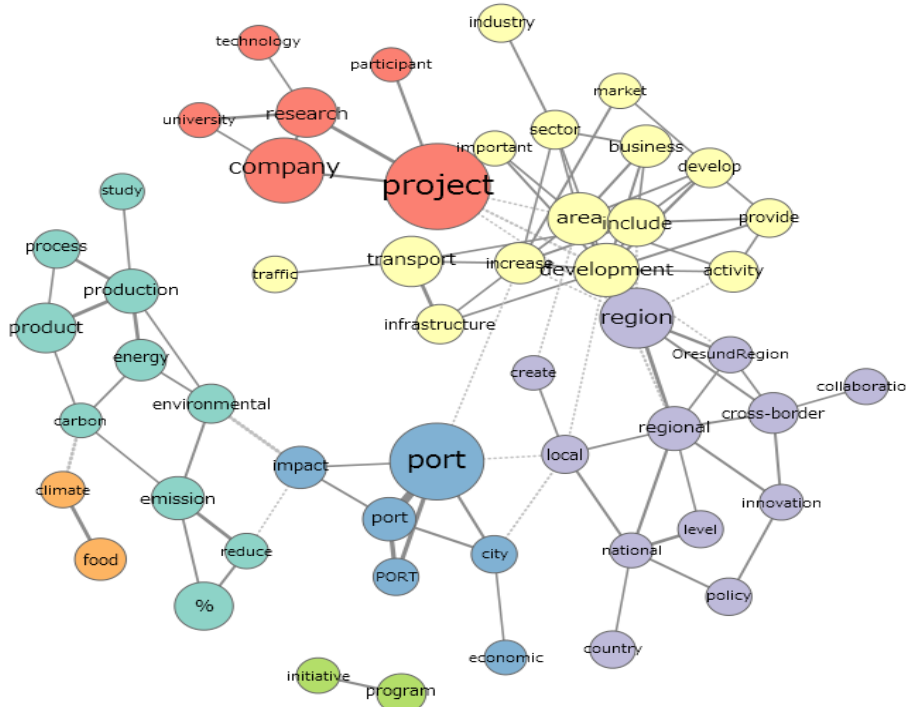 industry
technology
participant
market
research
university
sector
important
business
company
develop
project
study
area
include
provide
process
transport
increase
development
activity
traffic
production
product
infrastructure
region
energy
OresundRegion
create
collaboratio
environmental
carbon
cross-border
regional
local
port
impact
climate
emission
innovation
port
level
food
reduce
city
national
PORT
%
policy
country
economic
initiative
program